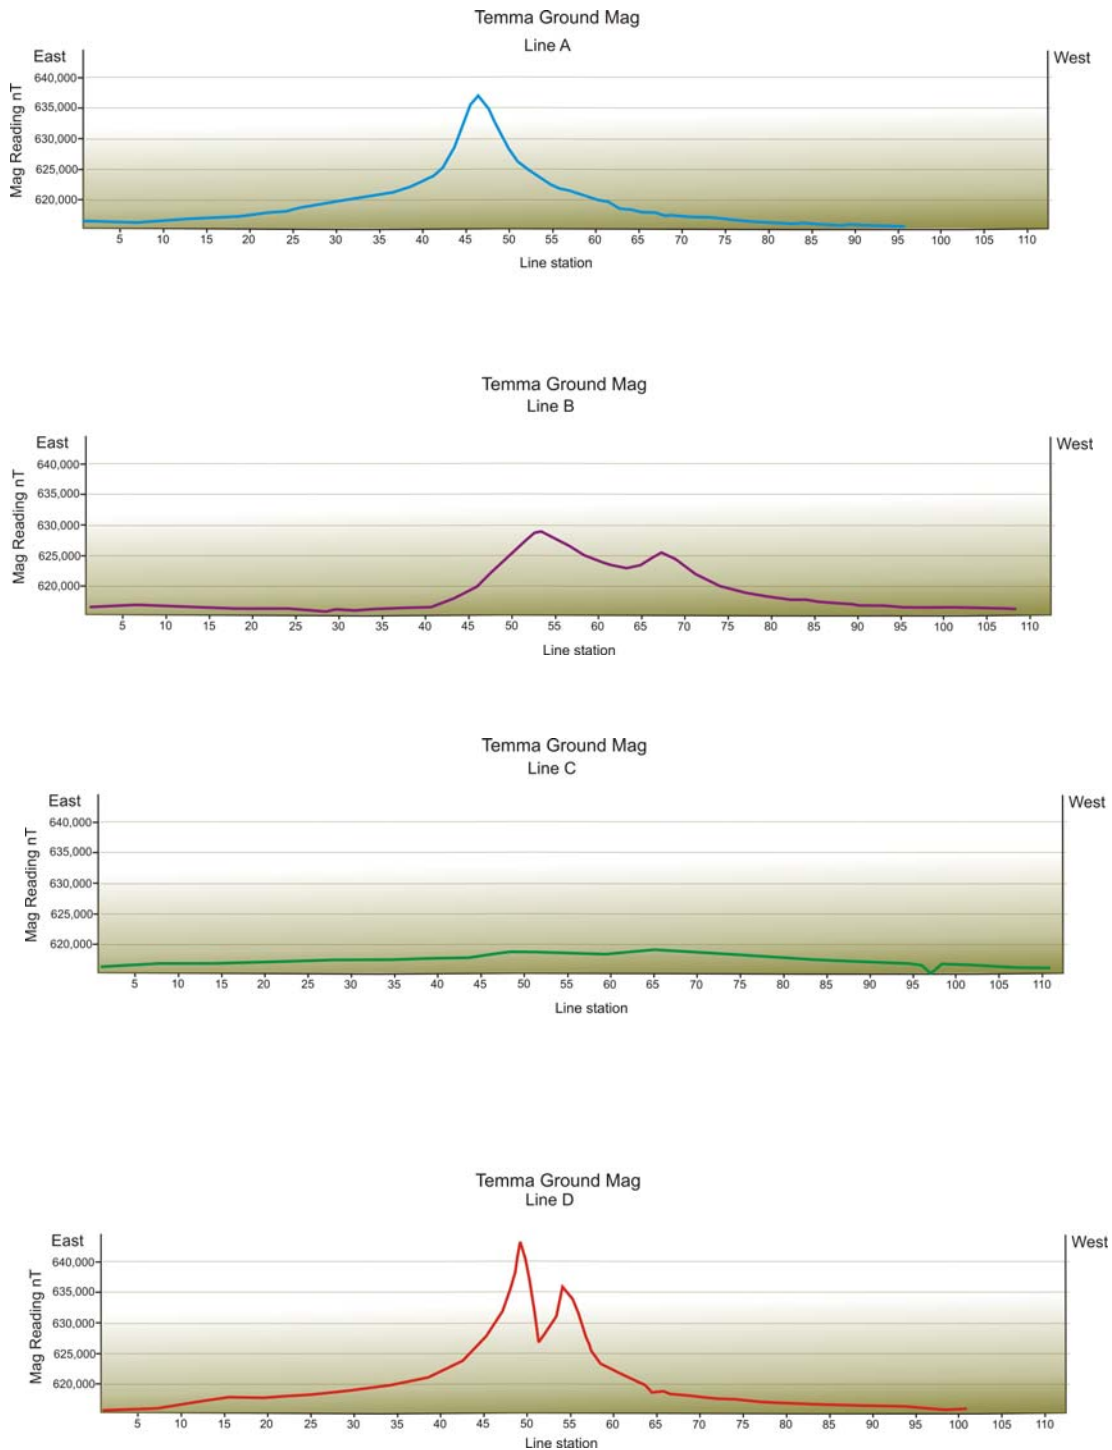 Temma Ground Mag
Line A
East
West
Mag Reading nT
640,000
635,000
630,000
625,000
620,000
5 10 15 20 25 30 35 40 45 50 55 60 65 70 75 80 85 90 95 100 105 110
Line station
Temma Ground Mag
Line B
East
West
Mag Reading nT
640,000
635,000
630,000
625,000
620,000
5 10 15 20 25 30 35 40 45 50 55 60 65 70 75 80 85 90 95 100 105 110
Line station
Temma Ground Mag
Line C
East
West
Mag Reading nT
640,000
635,000
630,000
625,000
620,000
5 10 15 20 25 30 35 40 45 50 55 60 65 70 75 80 85 90 95 100 105 110
Line station
Temma Ground Mag
Line D
East
West
Mag Reading nT
640,000
635,000
630,000
625,000
620,000
5 10 15 20 25 30 35 40 45 50 55 60 65 70 75 80 85 90 95 100 105 110
Line station